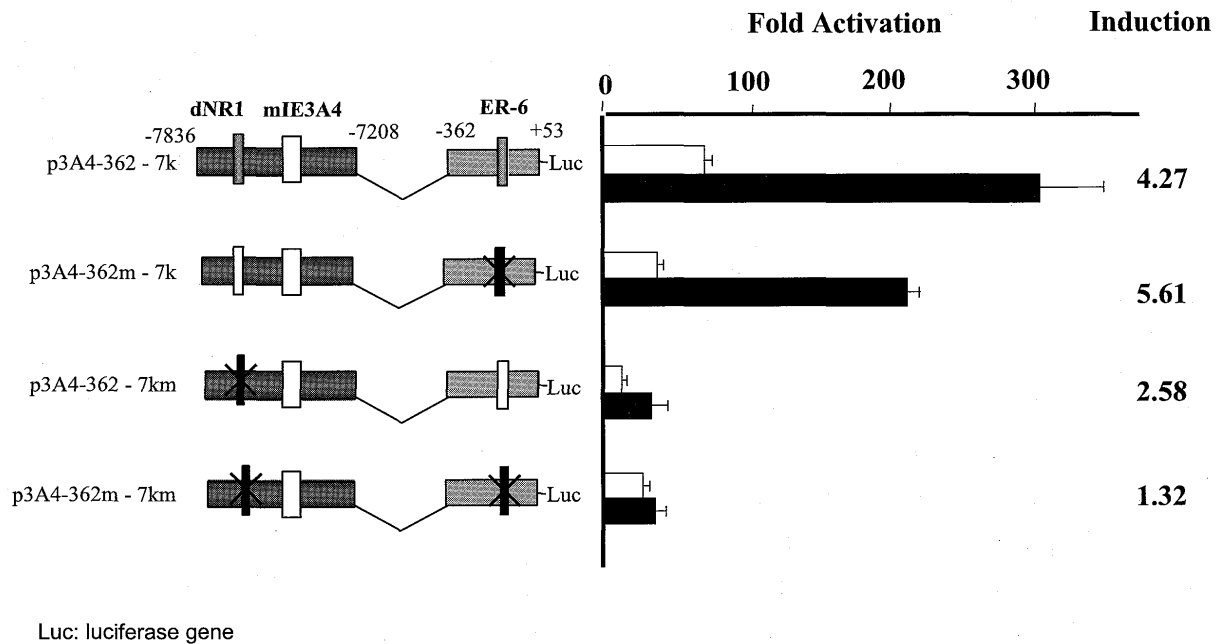 Fold Activation Induction
0 100 200 300
dNR1 mIE3A4 ER-6
-7836 -7208 -362 +53
p3A4-362 - 7k Luc 4.27
p3A4-362m - 7k Luc 5.61
p3A4-362 - 7km Luc 2.58
p3A4-362m - 7km Luc 1.32
Luc: luciferase gene